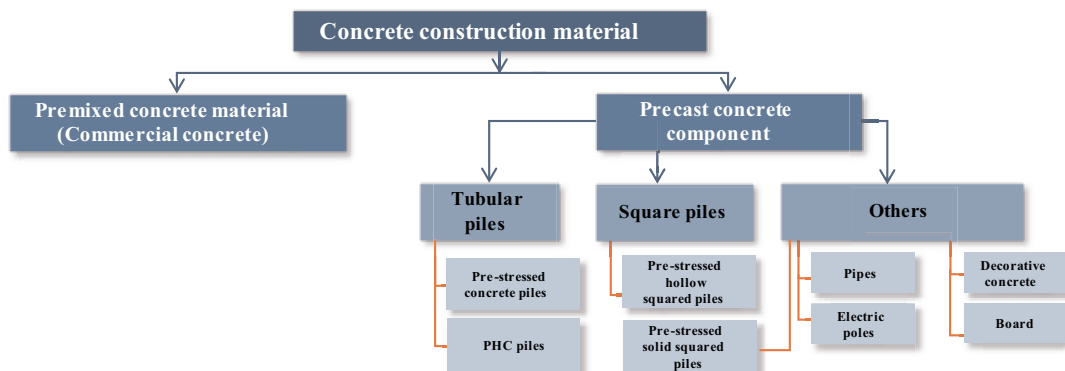 Concrete construction material
Premixed concrete material
(Commercial concrete)
Precast concrete
component
Tubular
piles
Square piles
Others
Pre-stressed
concrete piles
PHC piles
Pre-stressed
hollow
squared piles
Pre-stressed
solid squared
piles
Pipes
Electric
poles
Decorative
concrete
Board